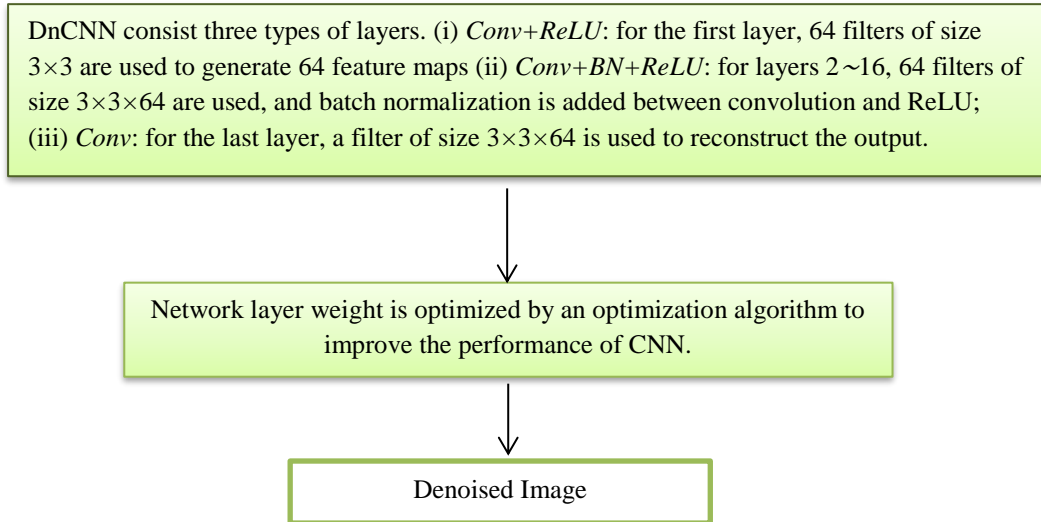 DnCNN consist three types of layers. (i) Conv+ReLU: for the first layer, 64 filters of size
3×3 are used to generate 64 feature maps (ii) Conv+BN+ReLU: for layers 2∼16, 64 filters of
size 3×3×64 are used, and batch normalization is added between convolution and ReLU;
(iii) Conv: for the last layer, a filter of size 3×3×64 is used to reconstruct the output.
Network layer weight is optimized by an optimization algorithm to
improve the performance of CNN.
Denoised Image